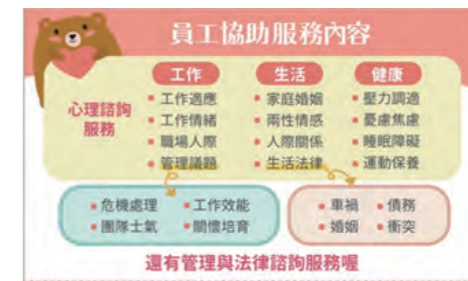 員工協助服務內容
工作 生活 健康
心理諮詢服務
工作適應 家庭婚姻 壓力調適
工作情緒 兩性情感 憂慮焦慮
職場人際 人際關係 睡眠障礙
管理議題 生活法律 運動保養
危機處理 工作效能 車禍 債務
團隊士氣 關懷培育 婚姻 衝突
還有管理與法律諮詢服務喔